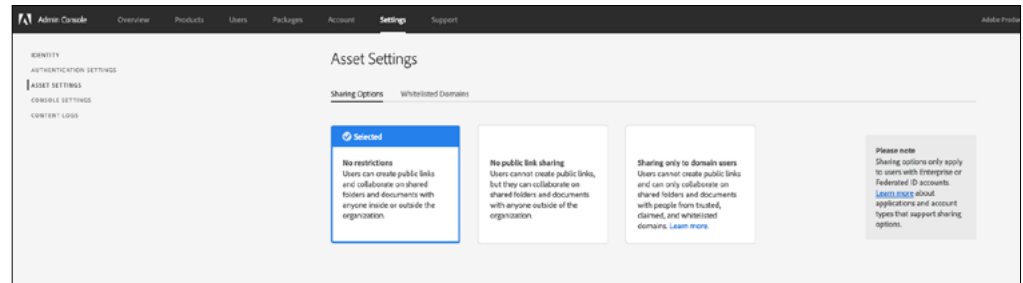 Admin Console Overview Products Users Packages Account Settings Support Adobe Produ
IDENTITY
AUTHENTICATION SETTINGS
ASSET SETTINGS
CONSOLE SETTINGS
CONTENT LOGS
Asset Settings
Sharing Options Whitelisted Domains
Selected
No restrictions
Users can create public links
and collaborate on shared
folders and documents with
anyone inside or outside the
organization.
No public link sharing
Users cannot create public links,
but they can collaborate on
shared folders and documents
with anyone outside of the
organization.
Sharing only to domain users
Users cannot create public links
and can only collaborate on
shared folders and documents
with people from trusted,
claimed, and whitelisted
domains. Learn more.
Please note
Sharing options only apply
to users with Enterprise or
Federated ID accounts.
Learn more about
applications and account
types that support sharing
options.